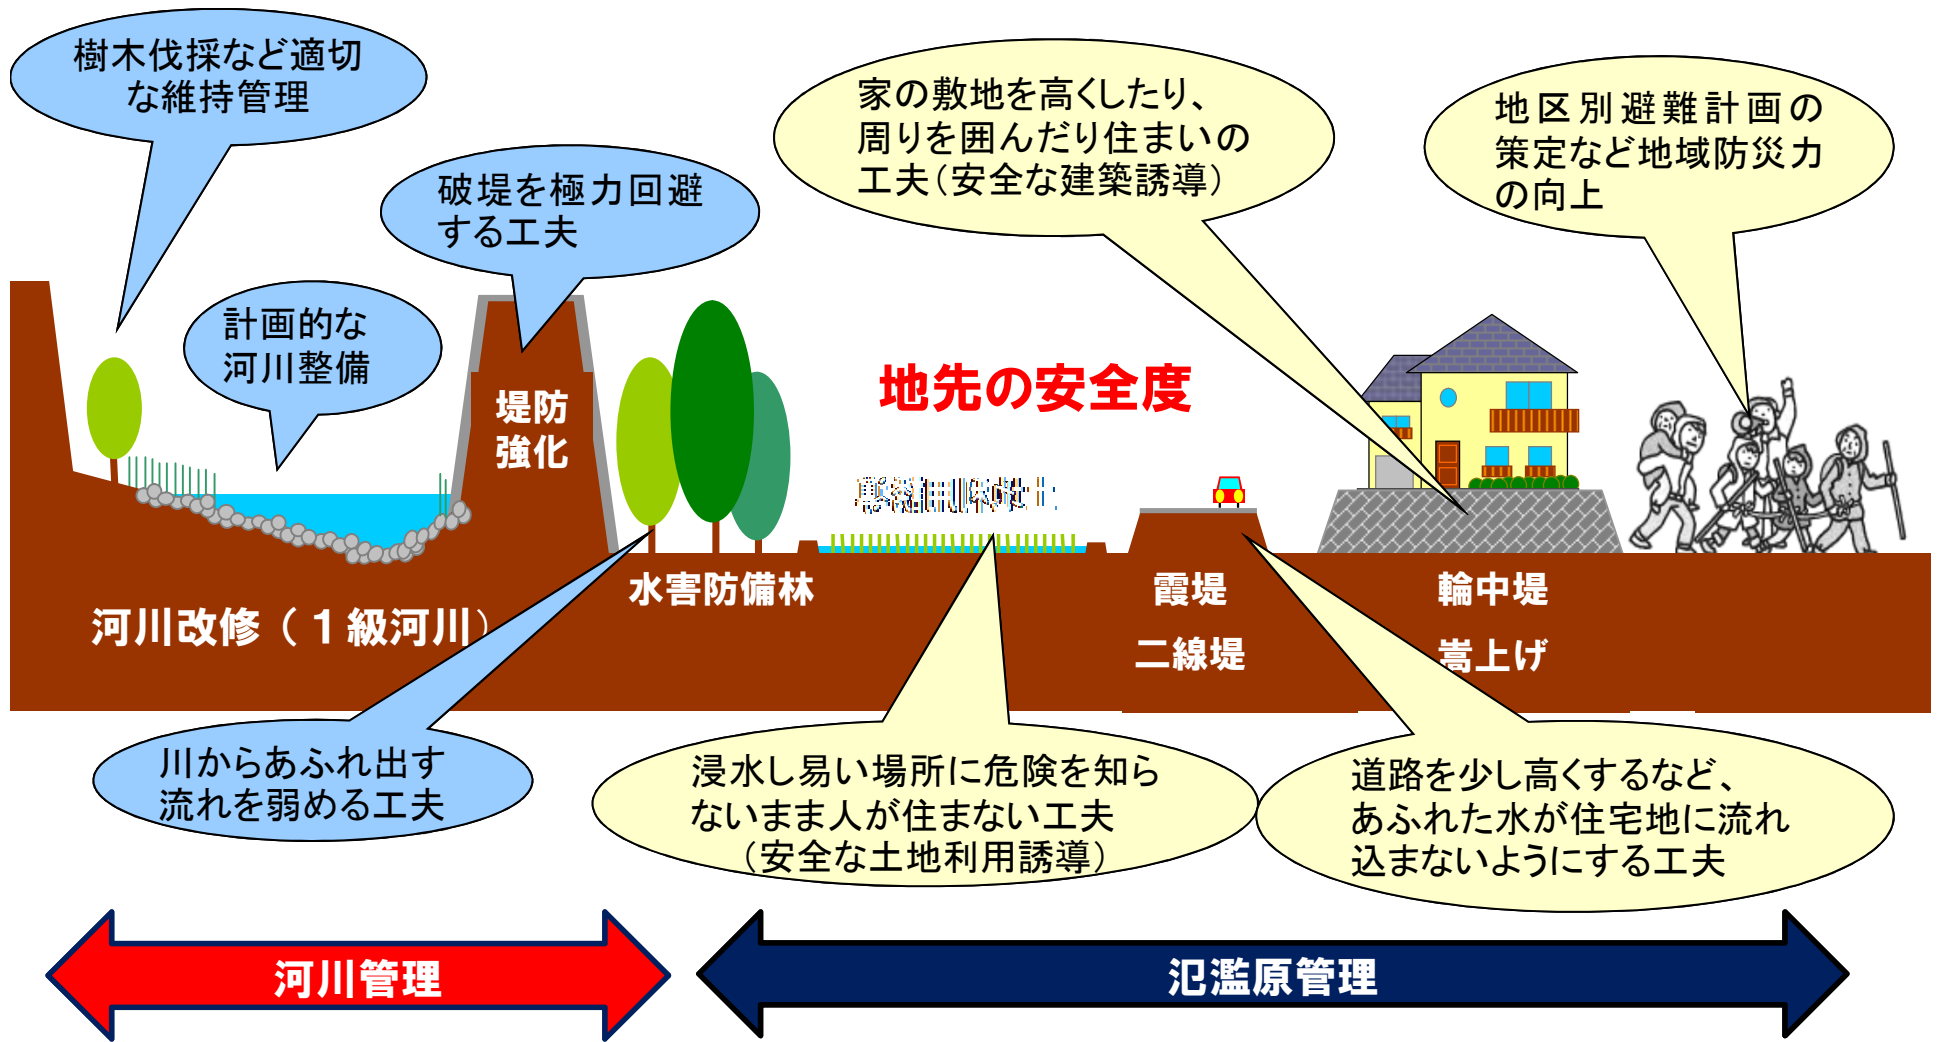 樹木伐採など適切
な維持管理
家の敷地を高くしたり、
周りを囲んだり住まいの
工夫（安全な建築誘導）
地区別避難計画の
策定など地域防災力
の向上
破堤を極力回避
する工夫
計画的な
河川整備
地先の安全度
堤防
強化
水害防備林
霞堤
二線堤
輪中堤
嵩上げ
河川改修（１級河川）
川からあふれ出す
流れを弱める工夫
浸水し易い場所に危険を知ら
ないまま人が住まない工夫
（安全な土地利用誘導）
道路を少し高くするなど、
あふれた水が住宅地に流れ
込まないようにする工夫
河川管理
氾濫原管理